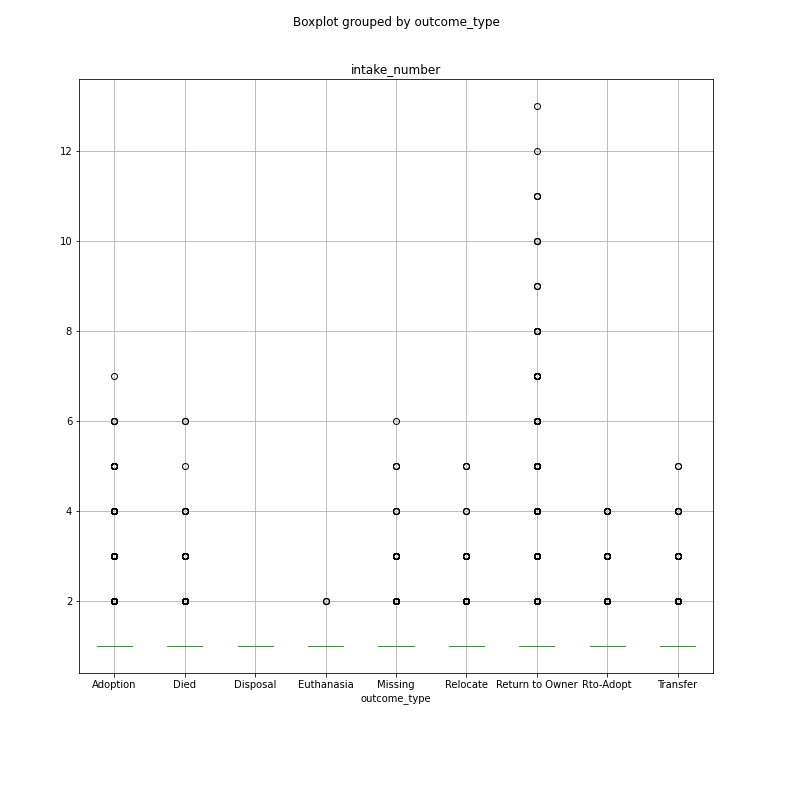 Boxplot grouped by outcome_type
intake_number
12
10
8
6
4
2
Adoption Died Disposal Euthanasia Missing Relocate Return to Owner Rto-Adopt Transfer
outcome_type